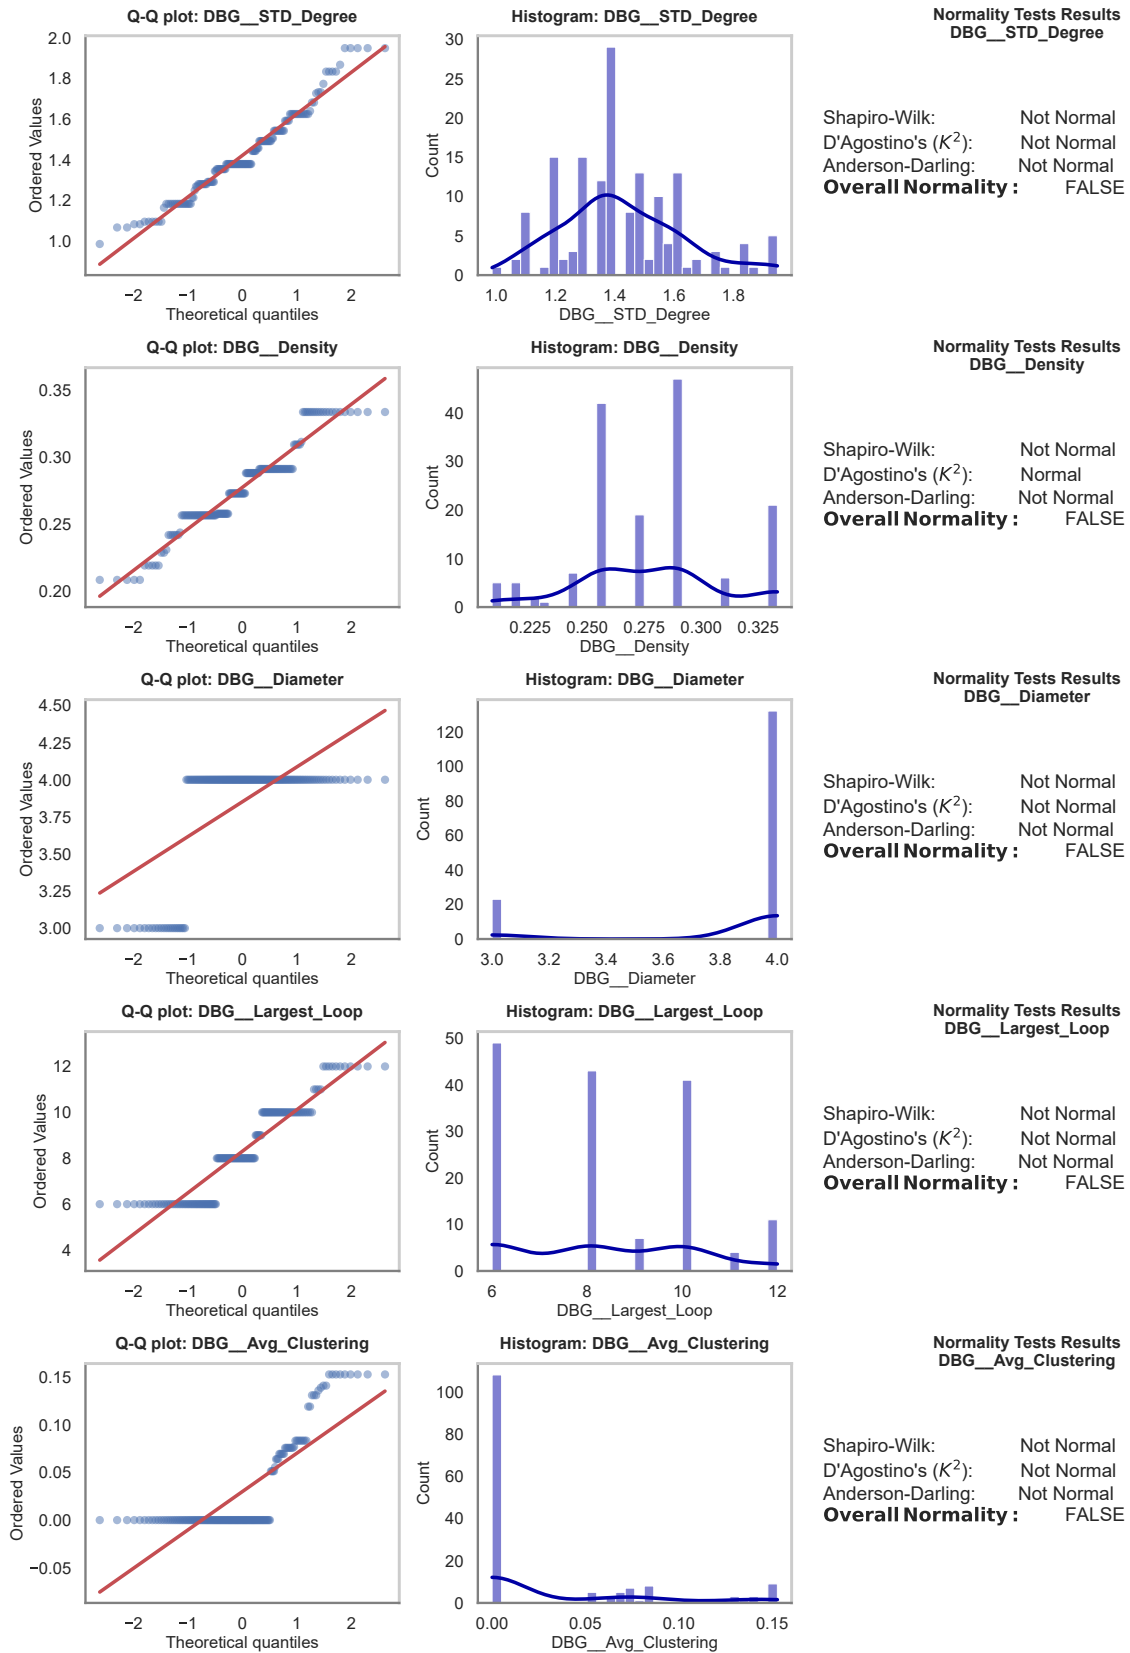 Q-Q plot: DBG__STD_Degree
Histogram: DBG__STD_Degree
Normality Tests Results
DBG__STD_Degree
2.0
1.8
1.6
1.4
1.2
1.0
Ordered Values
−2 −1 0 1 2
Theoretical quantiles
30
25
20
15
10
5
0
Count
1.0 1.2 1.4 1.6 1.8
DBG__STD_Degree
Shapiro-Wilk: Not Normal
D'Agostino's (K²): Not Normal
Anderson-Darling: Not Normal
Overall Normality: FALSE
Q-Q plot: DBG__Density
Histogram: DBG__Density
Normality Tests Results
DBG__Density
0.35
0.30
0.25
0.20
Ordered Values
−2 −1 0 1 2
Theoretical quantiles
40
30
20
10
0
Count
0.225 0.250 0.275 0.300 0.325
DBG__Density
Shapiro-Wilk: Not Normal
D'Agostino's (K²): Normal
Anderson-Darling: Not Normal
Overall Normality: FALSE
Q-Q plot: DBG__Diameter
Histogram: DBG__Diameter
Normality Tests Results
DBG__Diameter
4.50
4.25
4.00
3.75
3.50
3.25
3.00
Ordered Values
−2 −1 0 1 2
Theoretical quantiles
120
100
80
60
40
20
0
Count
3.0 3.2 3.4 3.6 3.8 4.0
DBG__Diameter
Shapiro-Wilk: Not Normal
D'Agostino's (K²): Not Normal
Anderson-Darling: Not Normal
Overall Normality: FALSE
Q-Q plot: DBG__Largest_Loop
Histogram: DBG__Largest_Loop
Normality Tests Results
DBG__Largest_Loop
12
10
8
6
4
Ordered Values
−2 −1 0 1 2
Theoretical quantiles
50
40
30
20
10
0
Count
6 8 10 12
DBG__Largest_Loop
Shapiro-Wilk: Not Normal
D'Agostino's (K²): Not Normal
Anderson-Darling: Not Normal
Overall Normality: FALSE
Q-Q plot: DBG__Avg_Clustering
Histogram: DBG__Avg_Clustering
Normality Tests Results
DBG__Avg_Clustering
0.15
0.10
0.05
0.00
−0.05
Ordered Values
−2 −1 0 1 2
Theoretical quantiles
100
80
60
40
20
0
Count
0.00 0.05 0.10 0.15
DBG__Avg_Clustering
Shapiro-Wilk: Not Normal
D'Agostino's (K²): Not Normal
Anderson-Darling: Not Normal
Overall Normality: FALSE